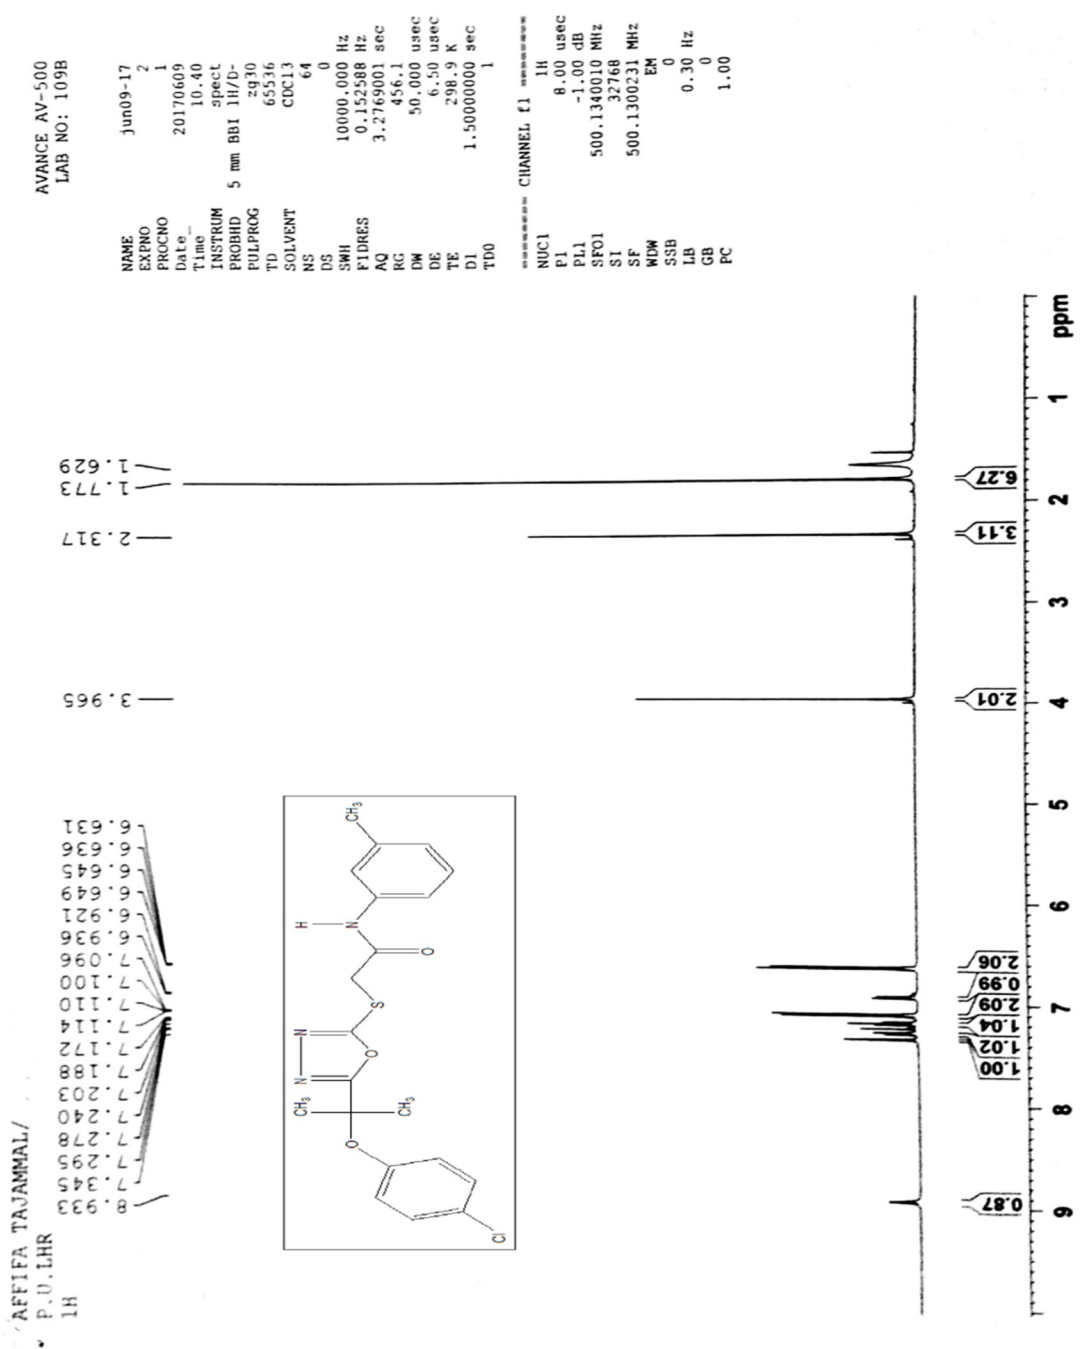 AFFIFA TAJAMMAL/
P.U.LHR
1H
AVANCE AV-500
LAB NO: 109B
8.933
7.345
7.295
7.278
7.240
7.203
7.188
7.172
7.114
7.110
7.100
7.096
6.936
6.921
6.649
6.645
6.636
6.631
3.965
2.317
1.773
1.629
NAME jun09-17
EXPNO 2
PROCNO 1
Date_ 20170609
Time 10.40
INSTRUM spect
PROBHD 5 mm BBI 1H/D-
PULPROG zg30
TD 65536
SOLVENT CDCl3
NS 64
DS 0
SWH 10000.000 Hz
FIDRES 0.152588 Hz
AQ 3.2769001 sec
RG 456.1
DW 50.000 usec
DE 6.50 usec
TE 298.9 K
D1 1.50000000 sec
TD0 1
======== CHANNEL f1 ========
NUC1 1H
P1 8.00 usec
PL1 -1.00 dB
SFO1 500.1340010 MHz
SI 32768
SF 500.1300231 MHz
WDW EM
SSB 0
LB 0.30 Hz
GB 0
PC 1.00
Cl
O
CH3
CH3
N
N
O
S
O
H
N
CH3
0.87
1.00
1.02
1.04
2.09
0.99
2.06
2.01
3.11
6.27
9 8 7 6 5 4 3 2 1 ppm